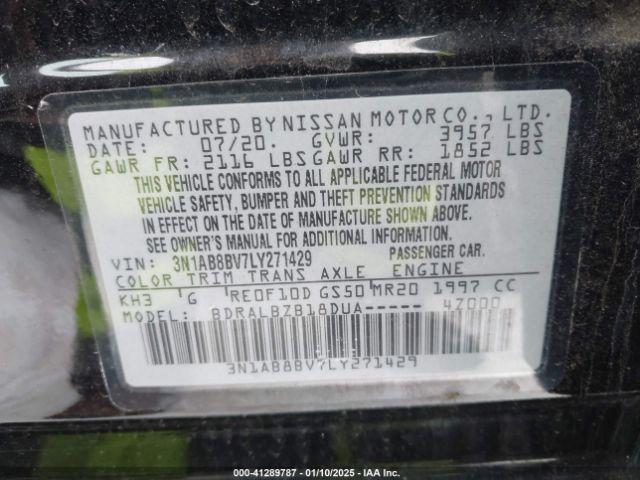 MANUFACTURED BY NISSAN MOTOR CO., LTD.
DATE: 07/20. GVWR: 3957 LBS
GAWR FR: 2116 LBS GAWR RR: 1852 LBS
THIS VEHICLE CONFORMS TO ALL APPLICABLE FEDERAL MOTOR
VEHICLE SAFETY, BUMPER AND THEFT PREVENTION STANDARDS
IN EFFECT ON THE DATE OF MANUFACTURE SHOWN ABOVE.
SEE OWNER'S MANUAL FOR ADDITIONAL INFORMATION.
VIN: 3N1AB8BV7LY271429 PASSENGER CAR.
COLOR TRIM TRANS AXLE ENGINE
KH3 G RE0F10D GS50 MR20 1997 CC
MODEL: BDRALBZB18DUA----- 4Z000
3N1AB8BV7LY271429
000-41289787 - 01/10/2025 - IAA Inc.